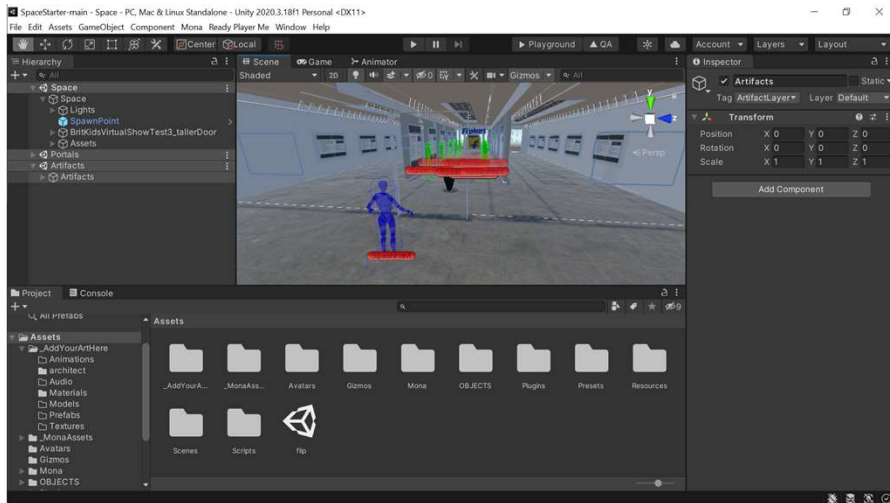 SpaceStarter-main - Space - PC, Mac & Linux Standalone - Unity 2020.3.18f1 Personal <DX11>
File Edit Assets GameObject Component Mona Ready Player Me Window Help
Center Local
Playground QA
Account Layers Layout
Hierarchy
All
Space
Space
Lights
SpawnPoint
BritKidsVirtualShowTest3_tallerDoor
Assets
Portals
Artifacts
Artifacts
Scene Game Animator
Shaded 2D 0 Gizmos All
y
z
Persp
Inspector
Artifacts Static
Tag ArtifactLayer Layer Default
Transform
Position X 0 Y 0 Z 0
Rotation X 0 Y 0 Z 0
Scale X 1 Y 1 Z 1
Add Component
Project Console
9
All Prefabs
Assets
_AddYourArtHere
Animations
architect
Audio
Materials
Models
Prefabs
Textures
_MonaAssets
Avatars
Gizmos
Mona
OBJECTS
Assets
_AddYourA... _MonaAss... Avatars Gizmos Mona OBJECTS Plugins Presets Resources
Scenes Scripts flip